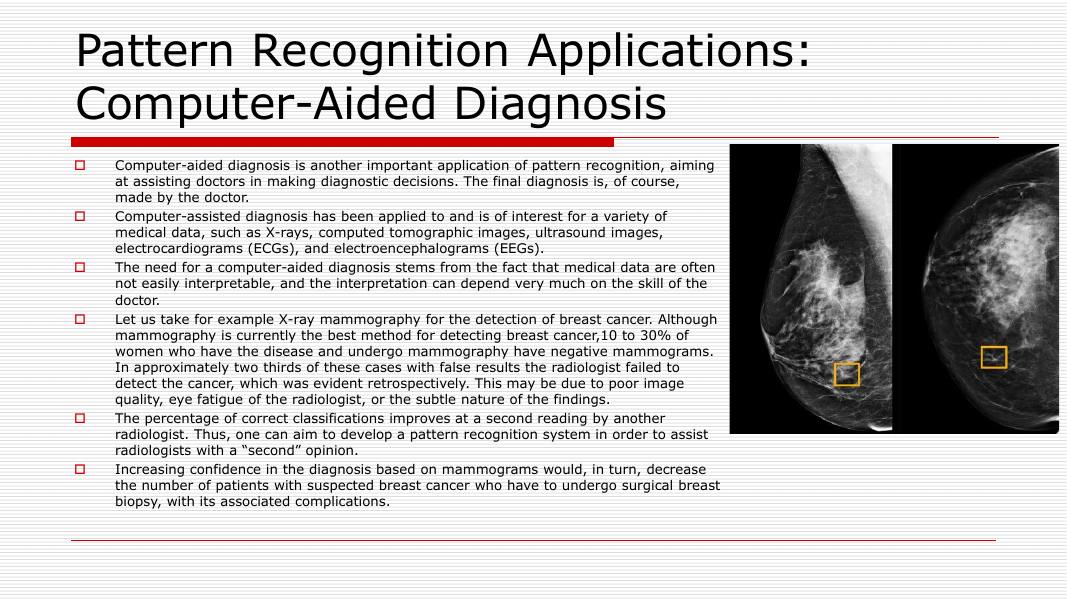 Pattern Recognition Applications:
Computer-Aided Diagnosis
Computer-aided diagnosis is another important application of pattern recognition, aiming
at assisting doctors in making diagnostic decisions. The final diagnosis is, of course,
made by the doctor.
Computer-assisted diagnosis has been applied to and is of interest for a variety of
medical data, such as X-rays, computed tomographic images, ultrasound images,
electrocardiograms (ECGs), and electroencephalograms (EEGs).
The need for a computer-aided diagnosis stems from the fact that medical data are often
not easily interpretable, and the interpretation can depend very much on the skill of the
doctor.
Let us take for example X-ray mammography for the detection of breast cancer. Although
mammography is currently the best method for detecting breast cancer,10 to 30% of
women who have the disease and undergo mammography have negative mammograms.
In approximately two thirds of these cases with false results the radiologist failed to
detect the cancer, which was evident retrospectively. This may be due to poor image
quality, eye fatigue of the radiologist, or the subtle nature of the findings.
The percentage of correct classifications improves at a second reading by another
radiologist. Thus, one can aim to develop a pattern recognition system in order to assist
radiologists with a “second” opinion.
Increasing confidence in the diagnosis based on mammograms would, in turn, decrease
the number of patients with suspected breast cancer who have to undergo surgical breast
biopsy, with its associated complications.